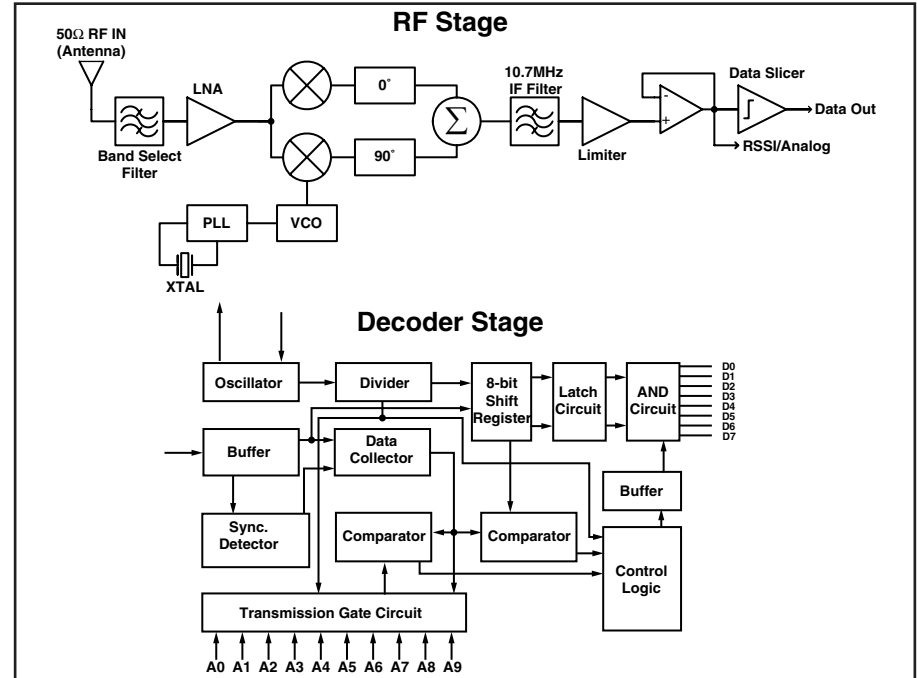 RF Stage
50Ω RF IN
(Antenna)
LNA
0˚
10.7MHz
IF Filter
Data Slicer
-
+
Σ
Data Out
Band Select
Filter
90˚
Limiter
RSSI/Analog
PLL
VCO
XTAL
Decoder Stage
Oscillator
Divider
8-bit
Shift
Register
Latch
Circuit
AND
Circuit
D0
D1
D2
D3
D4
D5
D6
D7
Buffer
Data
Collector
Buffer
Sync.
Detector
Comparator
Comparator
Control
Logic
Transmission Gate Circuit
A0 A1 A2 A3 A4 A5 A6 A7 A8 A9